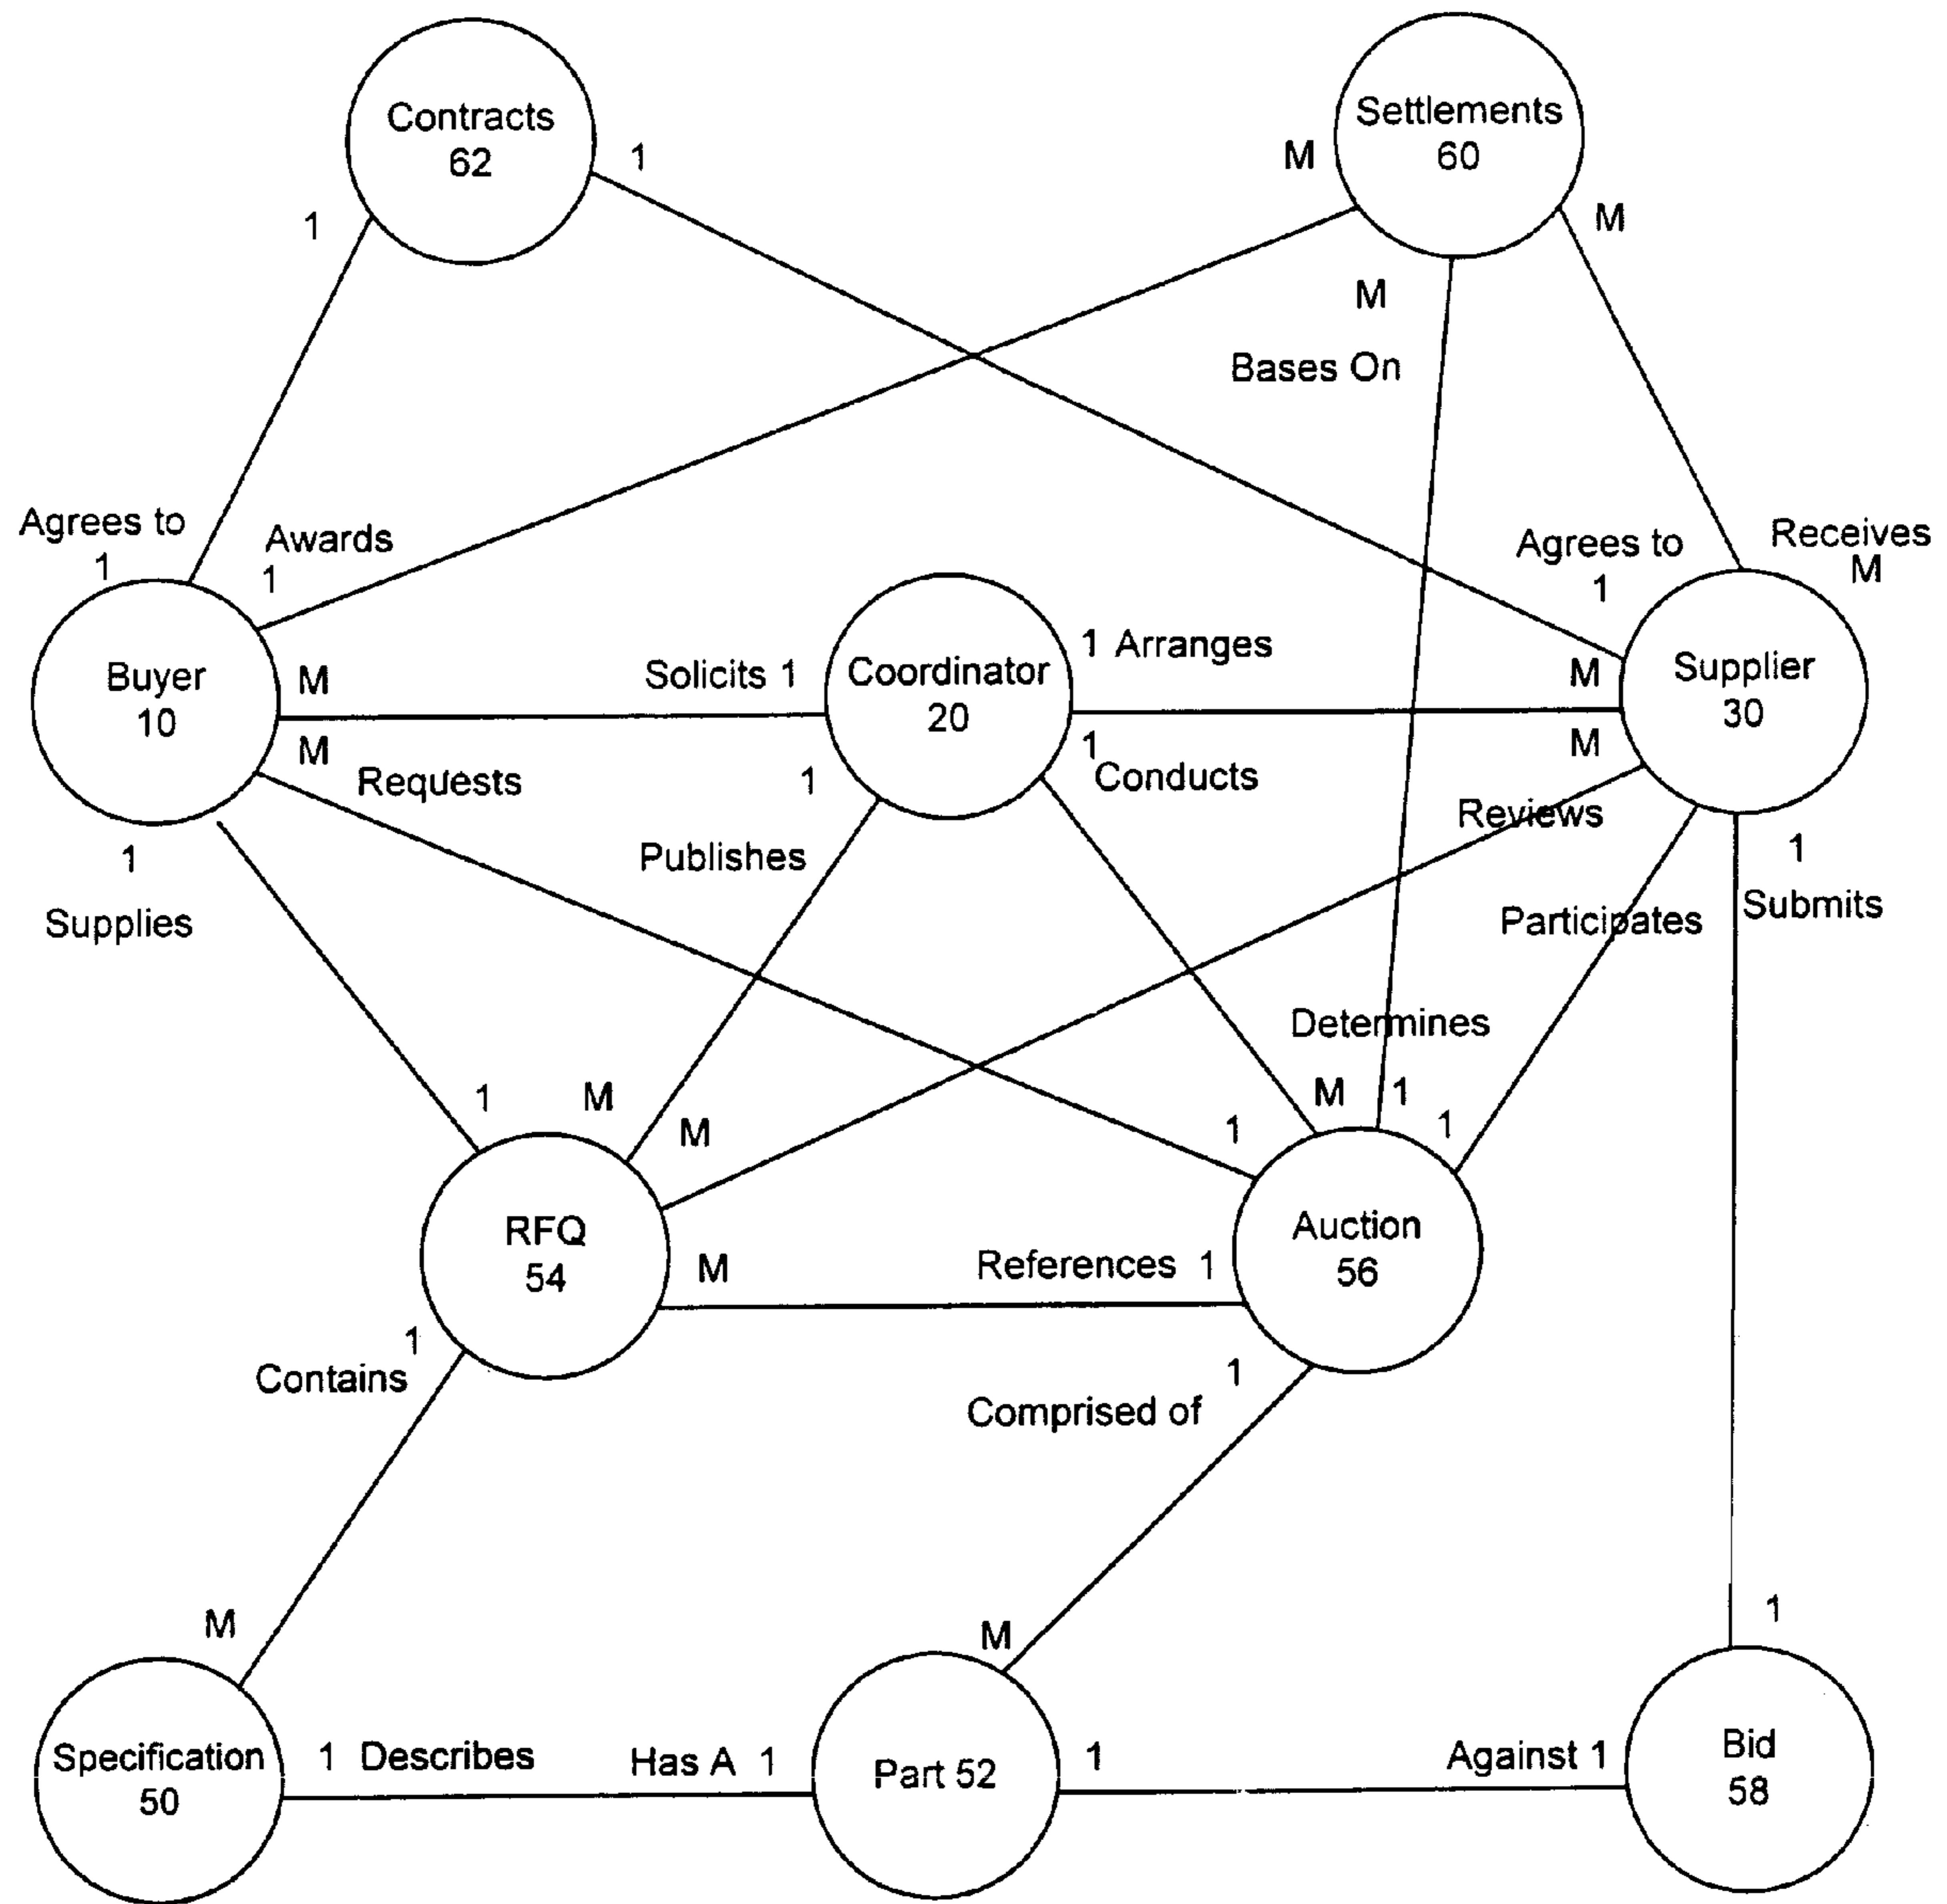 Contracts
62
1
1
Settlements
60
M
M
M
Bases On
Agrees to
1
Awards
1
Agrees to
1
Receives
M
Buyer
10
M
M
Solicits 1
Coordinator
20
1 Arranges
1
Conducts
M
M
Supplier
30
Requests
1
Publishes
Reviews
1
Supplies
1
Submits
Participates
Determines
1
M
M
1
M
1
1
RFQ
54
M
References 1
Auction
56
1
Contains
1
Comprised of
M
M
1
Specification
50
1 Describes
Has A 1
Part 52
1
Against 1
Bid
58